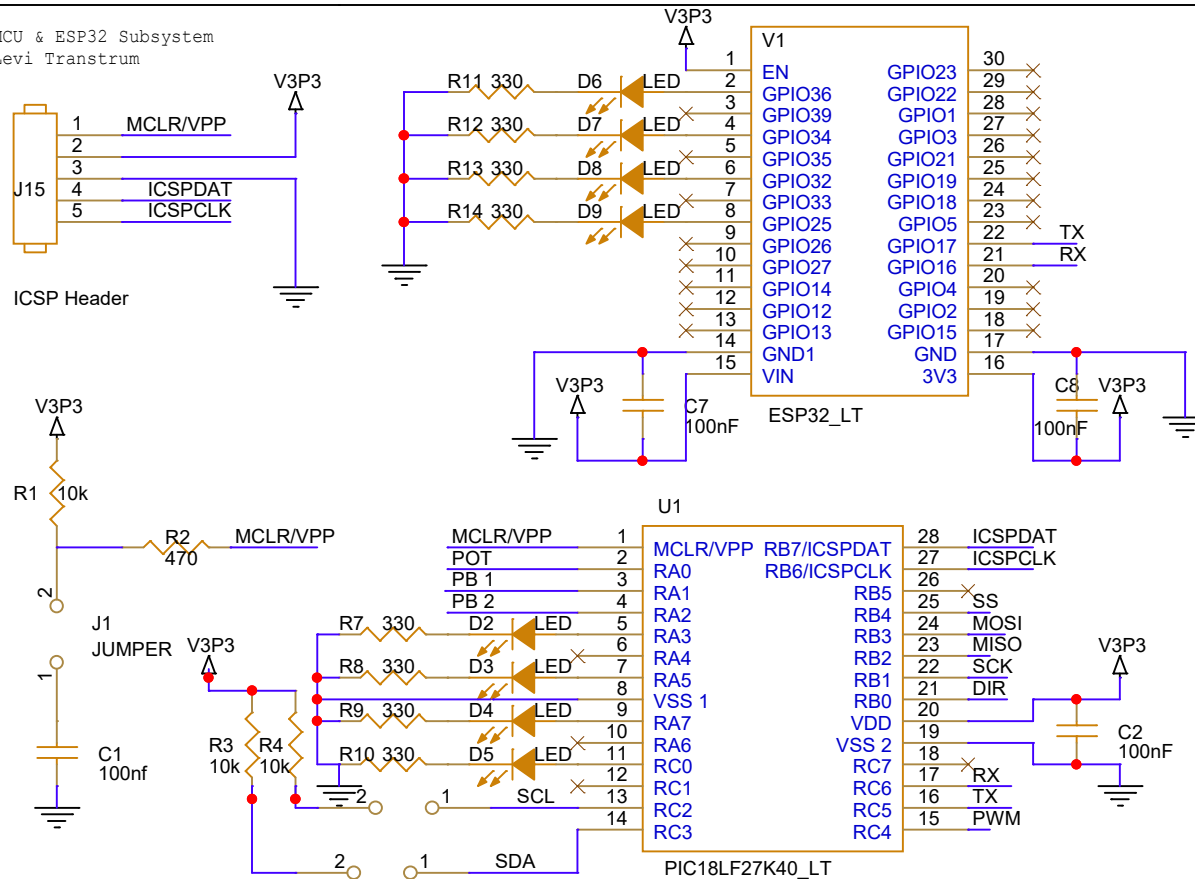 MCU & ESP32 Subsystem
Levi Transtrum
V3P3
1 MCLR/VPP
2
3
4 ICSPDAT
5 ICSPCLK
J15
ICSP Header
V3P3
V1
R11 330 D6 LED
R12 330 D7 LED
R13 330 D8 LED
R14 330 D9 LED
1 EN
2 GPIO36
3 GPIO39
4 GPIO34
5 GPIO35
6 GPIO32
7 GPIO33
8 GPIO25
9 GPIO26
10 GPIO27
11 GPIO14
12 GPIO12
13 GPIO13
14 GND1
15 VIN
GPIO23 30
GPIO22 29
GPIO1 28
GPIO3 27
GPIO21 26
GPIO19 25
GPIO18 24
GPIO5 23
GPIO17 22 TX
GPIO16 21 RX
GPIO4 20
GPIO2 19
GPIO15 18
GND 17
3V3 16
V3P3
C7
100nF
ESP32_LT
C8
100nF
V3P3
V3P3
R1 10k
R2
470
MCLR/VPP
2
J1
JUMPER
1
C1
100nf
V3P3
R3
10k
R4
10k
2 1 SCL
2 1 SDA
U1
MCLR/VPP 1 MCLR/VPP
POT 2 RA0
PB 1 3 RA1
PB 2 4 RA2
R7 330 D2 LED 5 RA3
6 RA4
R8 330 D3 LED 7 RA5
8 VSS 1
R9 330 D4 LED 9 RA7
10 RA6
R10 330 D5 LED 11 RC0
12 RC1
13 RC2
14 RC3
RB7/ICSPDAT 28 ICSPDAT
RB6/ICSPCLK 27 ICSPCLK
RB5 26
RB4 25 SS
RB3 24 MOSI
RB2 23 MISO
RB1 22 SCK
RB0 21 DIR
VDD 20
VSS 2 19
RC7 18
RC6 17 RX
RC5 16 TX
RC4 15 PWM
V3P3
C2
100nF
PIC18LF27K40_LT